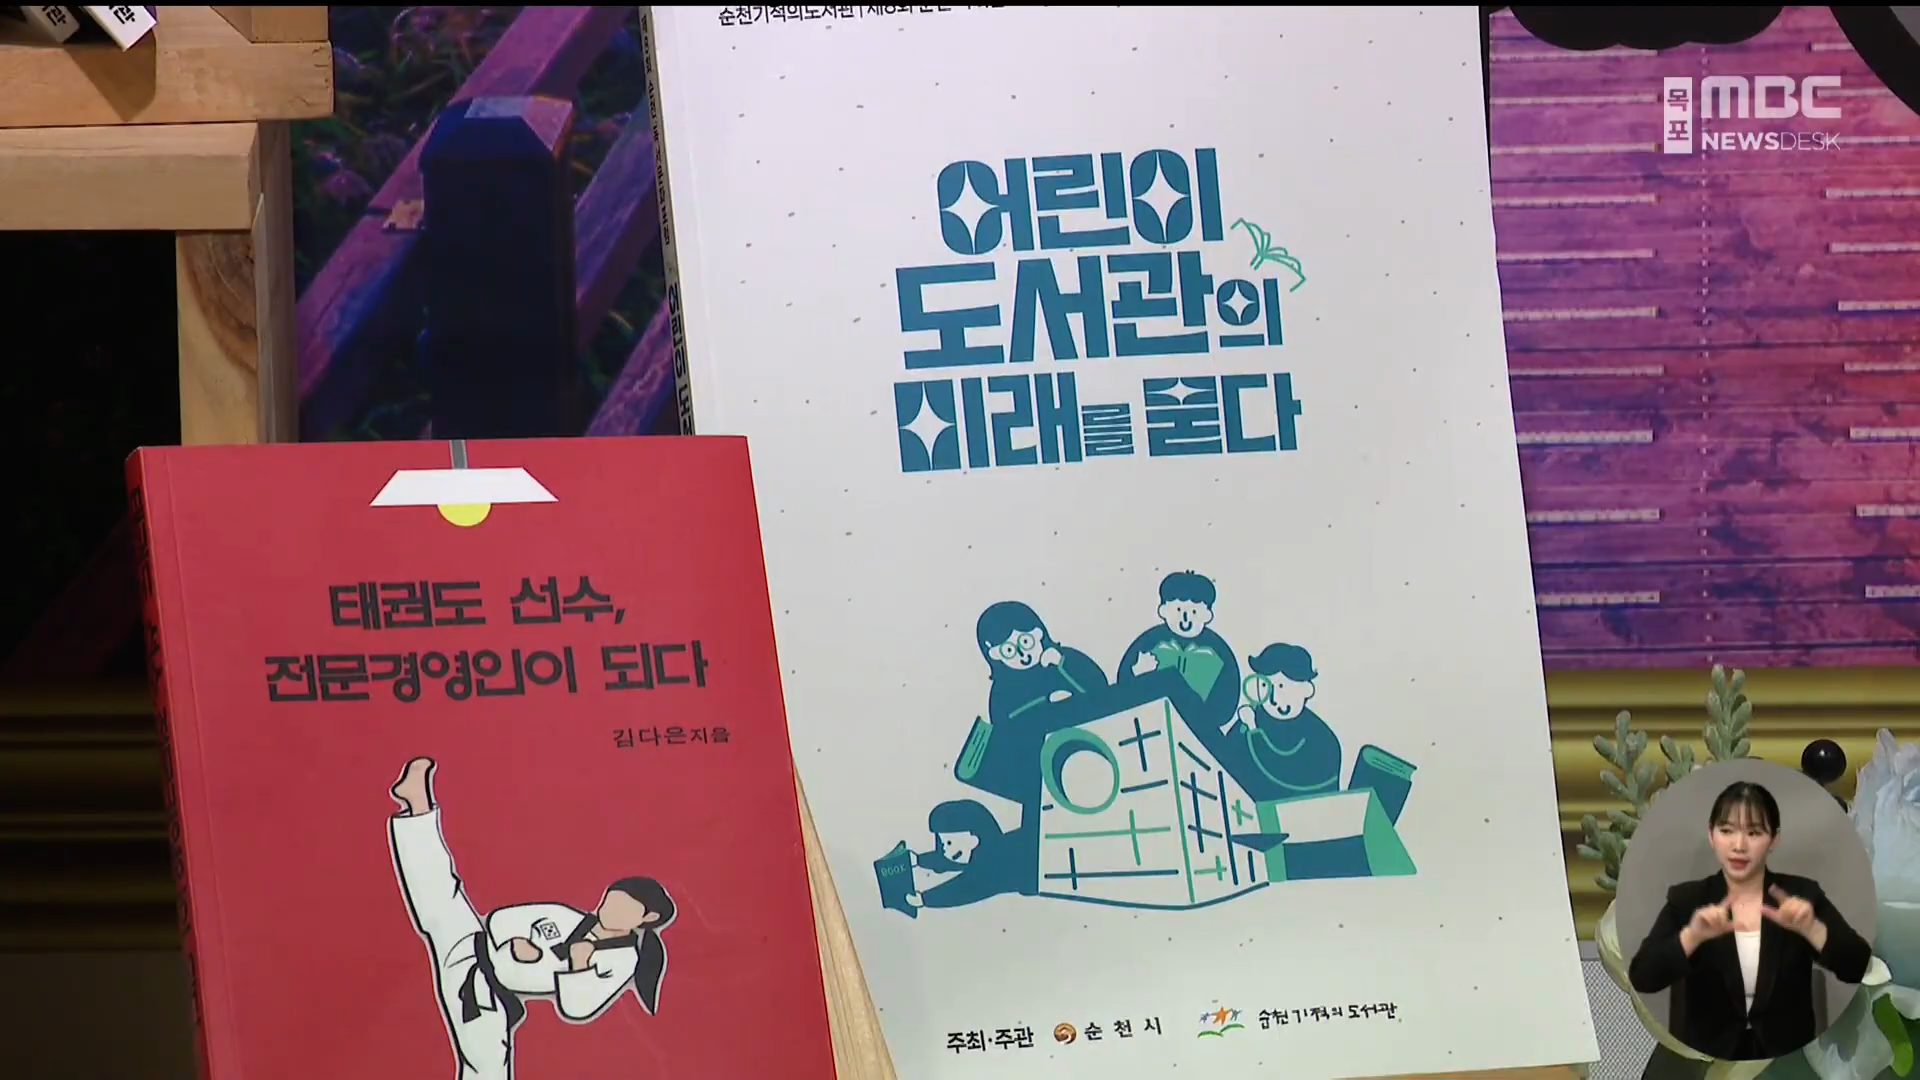 순천기적의도서관
목포 MBC
NEWSDESK
어린이
도서관의
미래를 묻다
태권도 선수,
전문경영인이 되다
김다은지음
BOOK
주최·주관 순천시 순천기적의도서관